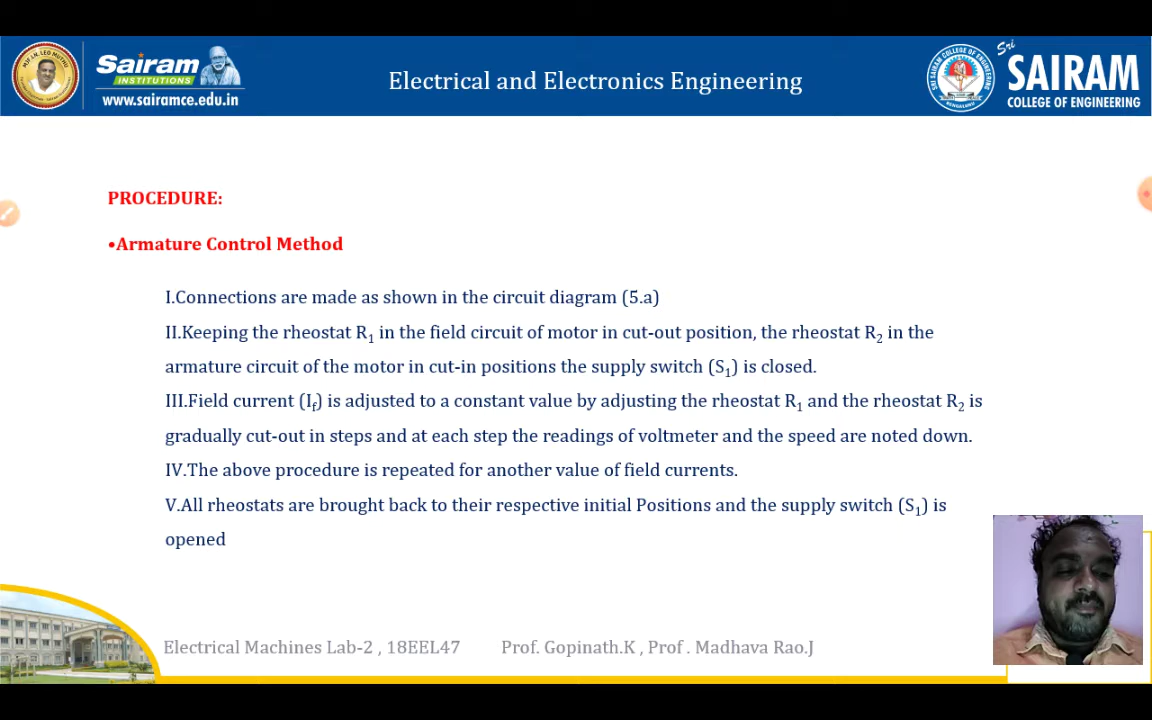 Sairam
INSTITUTIONS
www.sairamce.edu.in
Electrical and Electronics Engineering
Sri
SAIRAM
COLLEGE OF ENGINEERING
PROCEDURE:
•Armature Control Method
I.Connections are made as shown in the circuit diagram (5.a)
II.Keeping the rheostat R1 in the field circuit of motor in cut-out position, the rheostat R2 in the
armature circuit of the motor in cut-in positions the supply switch (S1) is closed.
III.Field current (If) is adjusted to a constant value by adjusting the rheostat R1 and the rheostat R2 is
gradually cut-out in steps and at each step the readings of voltmeter and the speed are noted down.
IV.The above procedure is repeated for another value of field currents.
V.All rheostats are brought back to their respective initial Positions and the supply switch (S1) is
opened
Electrical Machines Lab-2 , 18EEL47 Prof. Gopinath.K , Prof . Madhava Rao.J